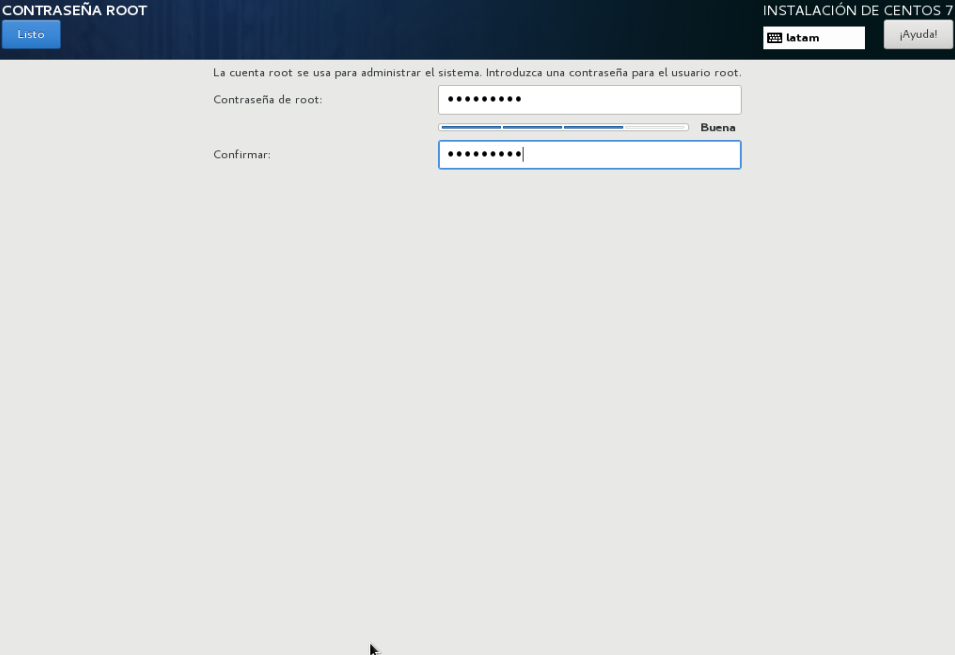 CONTRASEÑA ROOT
INSTALACIÓN DE CENTOS 7
Listo
latam
¡Ayuda!
La cuenta root se usa para administrar el sistema. Introduzca una contraseña para el usuario root.
Contraseña de root:
•••••••••
Buena
Confirmar:
•••••••••